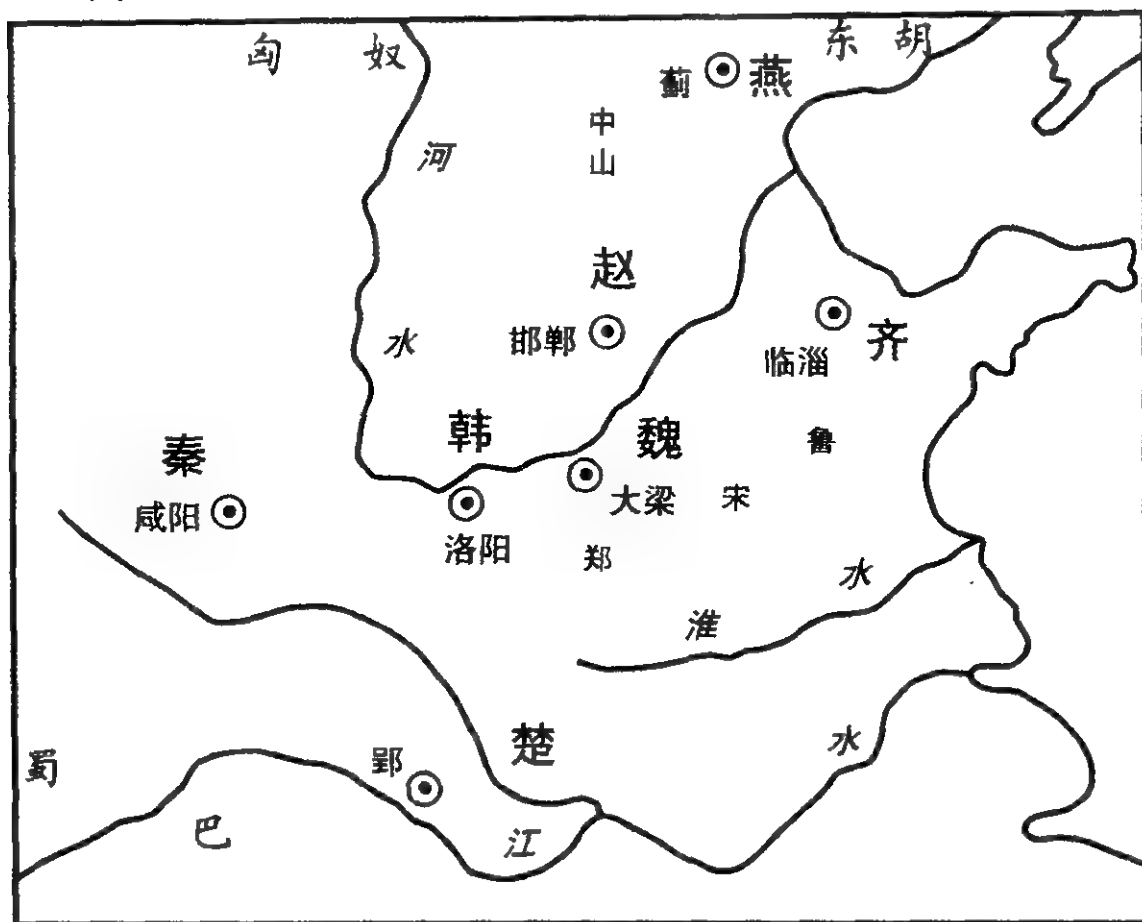 匈 奴
东 胡
蓟
燕
中
山
河
赵
邯郸
水
临淄
齐
韩
魏
鲁
秦
咸阳
大梁
宋
洛阳
郑
水
淮
楚
水
郢
蜀
巴
江